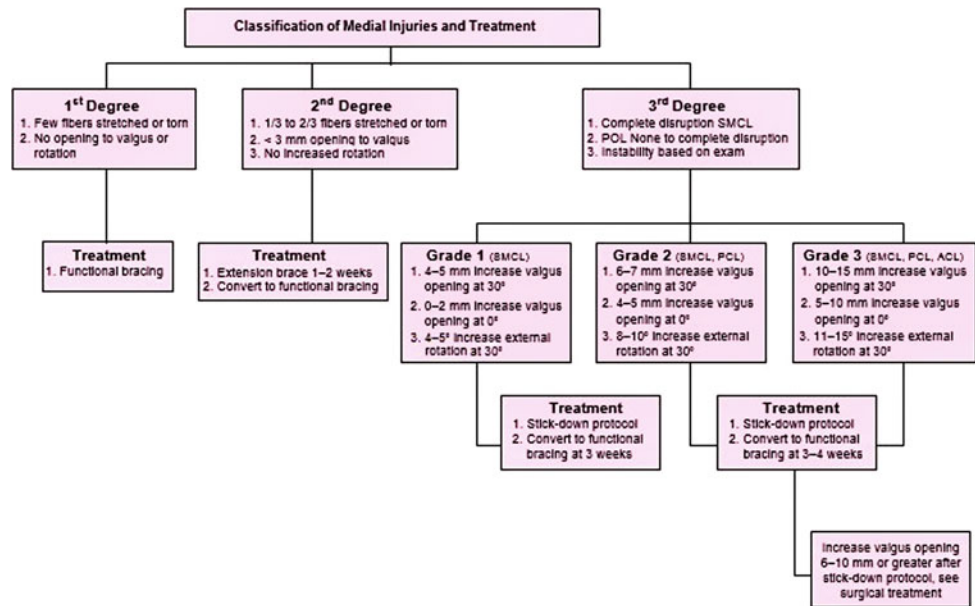 Classification of Medial Injuries and Treatment
1st Degree
1. Few fibers stretched or torn
2. No opening to valgus or
rotation
2nd Degree
1. 1/3 to 2/3 fibers stretched or torn
2. < 3 mm opening to valgus
3. No increased rotation
3rd Degree
1. Complete disruption SMCL
2. POL None to complete disruption
3. Instability based on exam
Treatment
1. Functional bracing
Treatment
1. Extension brace 1–2 weeks
2. Convert to functional bracing
Grade 1 (SMCL)
1. 4–5 mm increase valgus
opening at 30°
2. 0–2 mm increase valgus
opening at 0°
3. 4–5° increase external
rotation at 30°
Grade 2 (SMCL, PCL)
1. 6–7 mm increase valgus
opening at 30°
2. 4–5 mm increase valgus
opening at 0°
3. 8–10° increase external
rotation at 30°
Grade 3 (SMCL, PCL, ACL)
1. 10–15 mm increase valgus
opening at 30°
2. 5–10 mm increase valgus
opening at 0°
3. 11–15° increase external
rotation at 30°
Treatment
1. Stick-down protocol
2. Convert to functional
bracing at 3 weeks
Treatment
1. Stick-down protocol
2. Convert to functional
bracing at 3–4 weeks
Increase valgus opening
6–10 mm or greater after
stick-down protocol, see
surgical treatment